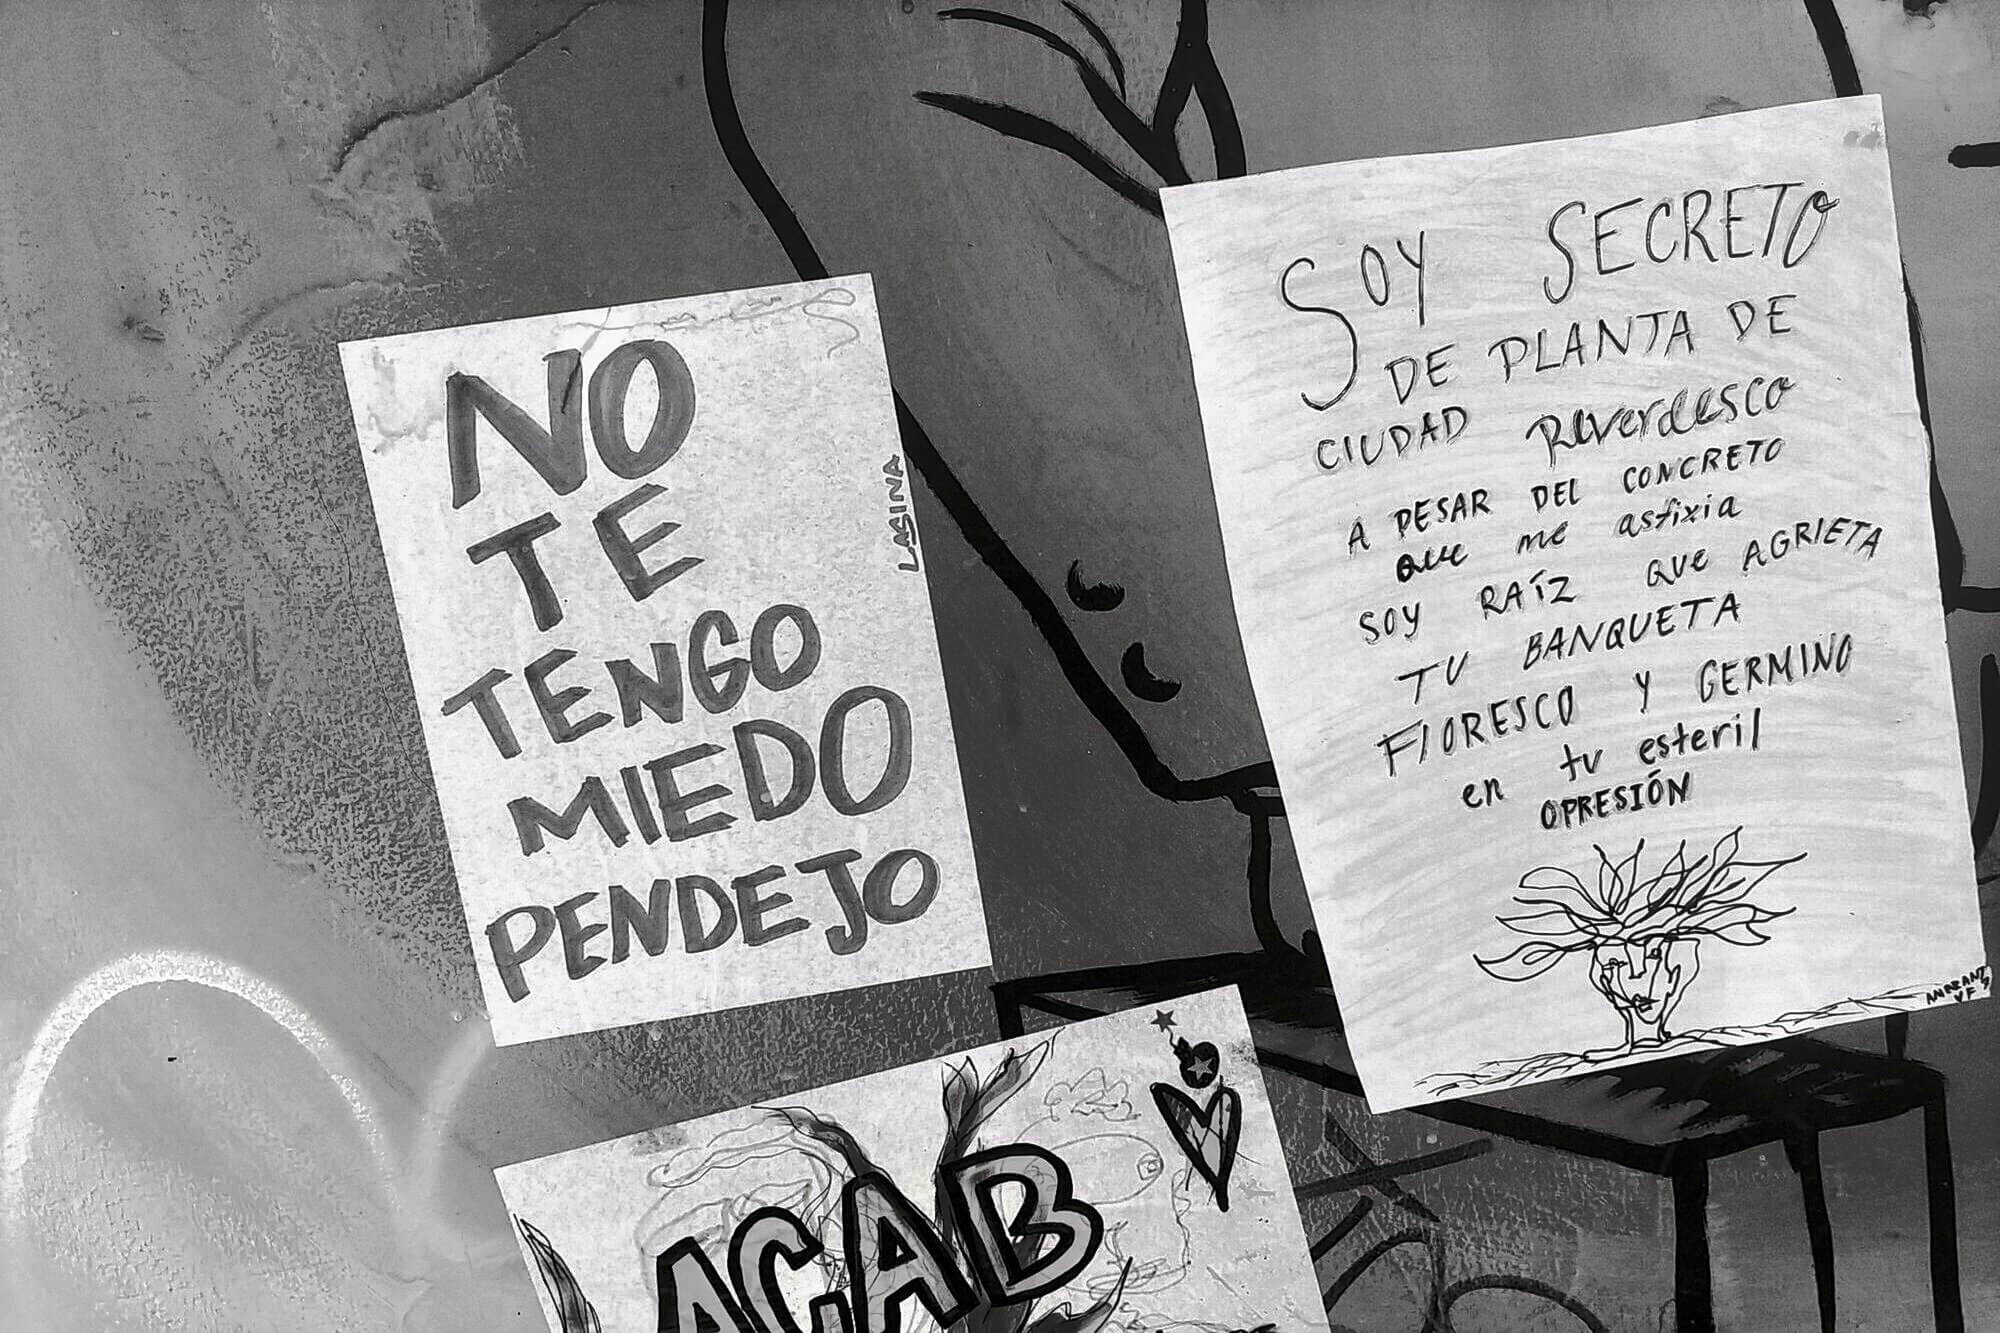 NO
TE
TENGO
MIEDO
PENDEJO
LASINA
SOY SECRETO
DE PLANTA DE
CIUDAD Reverdesco
A PESAR DEL CONCRETO
que me asfixia
SOY RAÍZ que AGRIETA
TU BANQUETA
FlORESCO Y GERMINO
en tu esteril
OPRESIÓN
ACAB